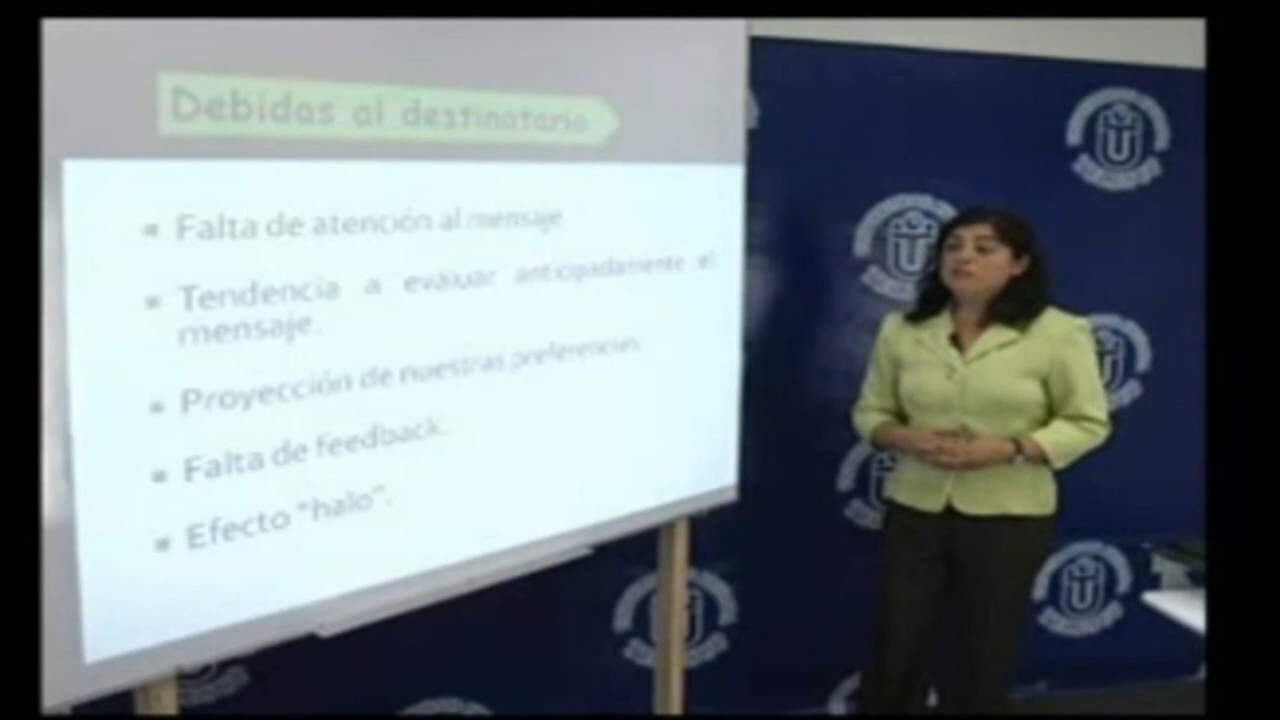 Debidas al destinatario
Falta de atención al mensaje
Tendencia a evaluar anticipadamente el
mensaje.
Proyección de nuestras preferencias
Falta de feedback.
Efecto "halo".